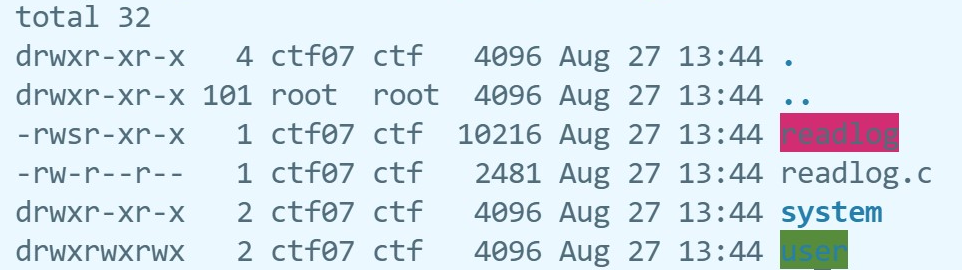 total 32
drwxr-xr-x 4 ctf07 ctf 4096 Aug 27 13:44 .
drwxr-xr-x 101 root root 4096 Aug 27 13:44 ..
-rwsr-xr-x 1 ctf07 ctf 10216 Aug 27 13:44 readlog
-rw-r--r-- 1 ctf07 ctf 2481 Aug 27 13:44 readlog.c
drwxr-xr-x 2 ctf07 ctf 4096 Aug 27 13:44 system
drwxrwxrwx 2 ctf07 ctf 4096 Aug 27 13:44 user